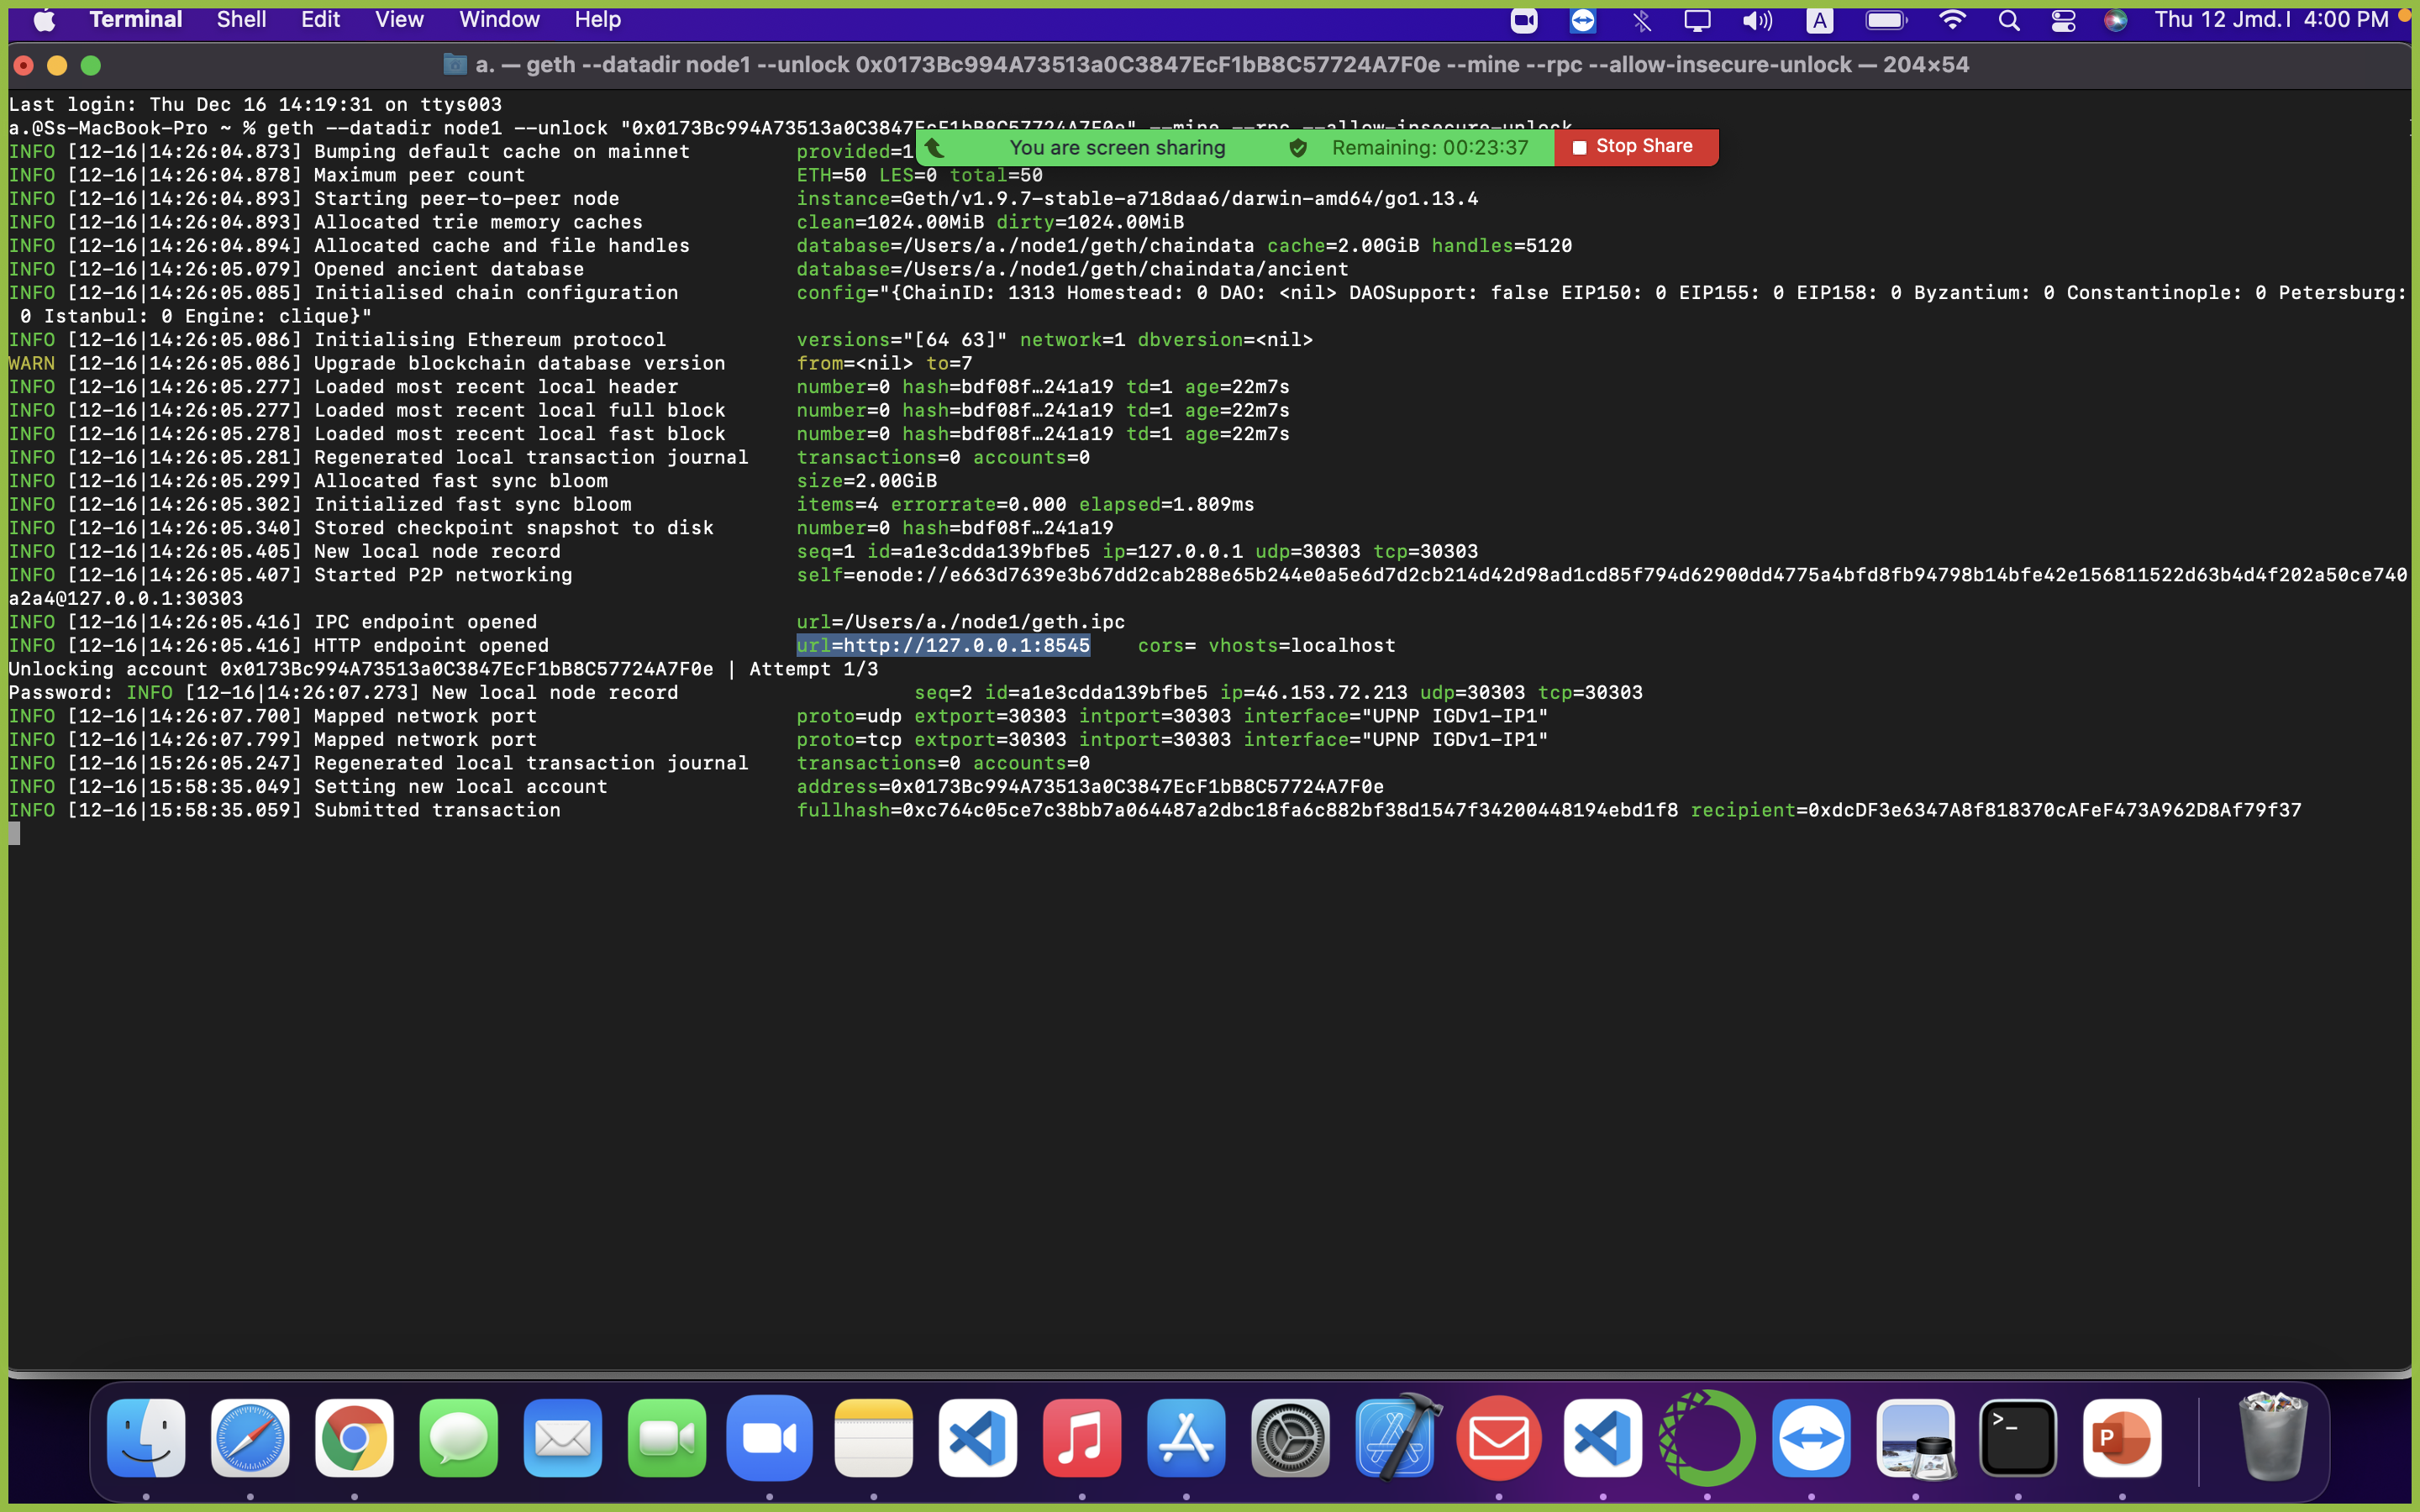 Terminal Shell Edit View Window Help A Thu 12 Jmd.I 4:00 PM
a. — geth --datadir node1 --unlock 0x0173Bc994A73513a0C3847EcF1bB8C57724A7F0e --mine --rpc --allow-insecure-unlock — 204×54
Last login: Thu Dec 16 14:19:31 on ttys003
a.@Ss-MacBook-Pro ~ % geth --datadir node1 --unlock "0x0173Bc994A73513a0C3847EcF1bB8C57724A7F0e" --mine --rpc --allow-insecure-unlock
You are screen sharing Remaining: 00:23:37 Stop Share
INFO [12-16|14:26:04.873] Bumping default cache on mainnet provided=1
INFO [12-16|14:26:04.878] Maximum peer count ETH=50 LES=0 total=50
INFO [12-16|14:26:04.893] Starting peer-to-peer node instance=Geth/v1.9.7-stable-a718daa6/darwin-amd64/go1.13.4
INFO [12-16|14:26:04.893] Allocated trie memory caches clean=1024.00MiB dirty=1024.00MiB
INFO [12-16|14:26:04.894] Allocated cache and file handles database=/Users/a./node1/geth/chaindata cache=2.00GiB handles=5120
INFO [12-16|14:26:05.079] Opened ancient database database=/Users/a./node1/geth/chaindata/ancient
INFO [12-16|14:26:05.085] Initialised chain configuration config="{ChainID: 1313 Homestead: 0 DAO: <nil> DAOSupport: false EIP150: 0 EIP155: 0 EIP158: 0 Byzantium: 0 Constantinople: 0 Petersburg:
0 Istanbul: 0 Engine: clique}"
INFO [12-16|14:26:05.086] Initialising Ethereum protocol versions="[64 63]" network=1 dbversion=<nil>
WARN [12-16|14:26:05.086] Upgrade blockchain database version from=<nil> to=7
INFO [12-16|14:26:05.277] Loaded most recent local header number=0 hash=bdf08f…241a19 td=1 age=22m7s
INFO [12-16|14:26:05.277] Loaded most recent local full block number=0 hash=bdf08f…241a19 td=1 age=22m7s
INFO [12-16|14:26:05.278] Loaded most recent local fast block number=0 hash=bdf08f…241a19 td=1 age=22m7s
INFO [12-16|14:26:05.281] Regenerated local transaction journal transactions=0 accounts=0
INFO [12-16|14:26:05.299] Allocated fast sync bloom size=2.00GiB
INFO [12-16|14:26:05.302] Initialized fast sync bloom items=4 errorrate=0.000 elapsed=1.809ms
INFO [12-16|14:26:05.340] Stored checkpoint snapshot to disk number=0 hash=bdf08f…241a19
INFO [12-16|14:26:05.405] New local node record seq=1 id=a1e3cdda139bfbe5 ip=127.0.0.1 udp=30303 tcp=30303
INFO [12-16|14:26:05.407] Started P2P networking self=enode://e663d7639e3b67dd2cab288e65b244e0a5e6d7d2cb214d42d98ad1cd85f794d62900dd4775a4bfd8fb94798b14bfe42e156811522d63b4d4f202a50ce740
a2a4@127.0.0.1:30303
INFO [12-16|14:26:05.416] IPC endpoint opened url=/Users/a./node1/geth.ipc
INFO [12-16|14:26:05.416] HTTP endpoint opened url=http://127.0.0.1:8545 cors= vhosts=localhost
Unlocking account 0x0173Bc994A73513a0C3847EcF1bB8C57724A7F0e | Attempt 1/3
Password: INFO [12-16|14:26:07.273] New local node record seq=2 id=a1e3cdda139bfbe5 ip=46.153.72.213 udp=30303 tcp=30303
INFO [12-16|14:26:07.700] Mapped network port proto=udp extport=30303 intport=30303 interface="UPNP IGDv1-IP1"
INFO [12-16|14:26:07.799] Mapped network port proto=tcp extport=30303 intport=30303 interface="UPNP IGDv1-IP1"
INFO [12-16|15:26:05.247] Regenerated local transaction journal transactions=0 accounts=0
INFO [12-16|15:58:35.049] Setting new local account address=0x0173Bc994A73513a0C3847EcF1bB8C57724A7F0e
INFO [12-16|15:58:35.059] Submitted transaction fullhash=0xc764c05ce7c38bb7a064487a2dbc18fa6c882bf38d1547f34200448194ebd1f8 recipient=0xdcDF3e6347A8f818370cAFeF473A962D8Af79f37
>_
P